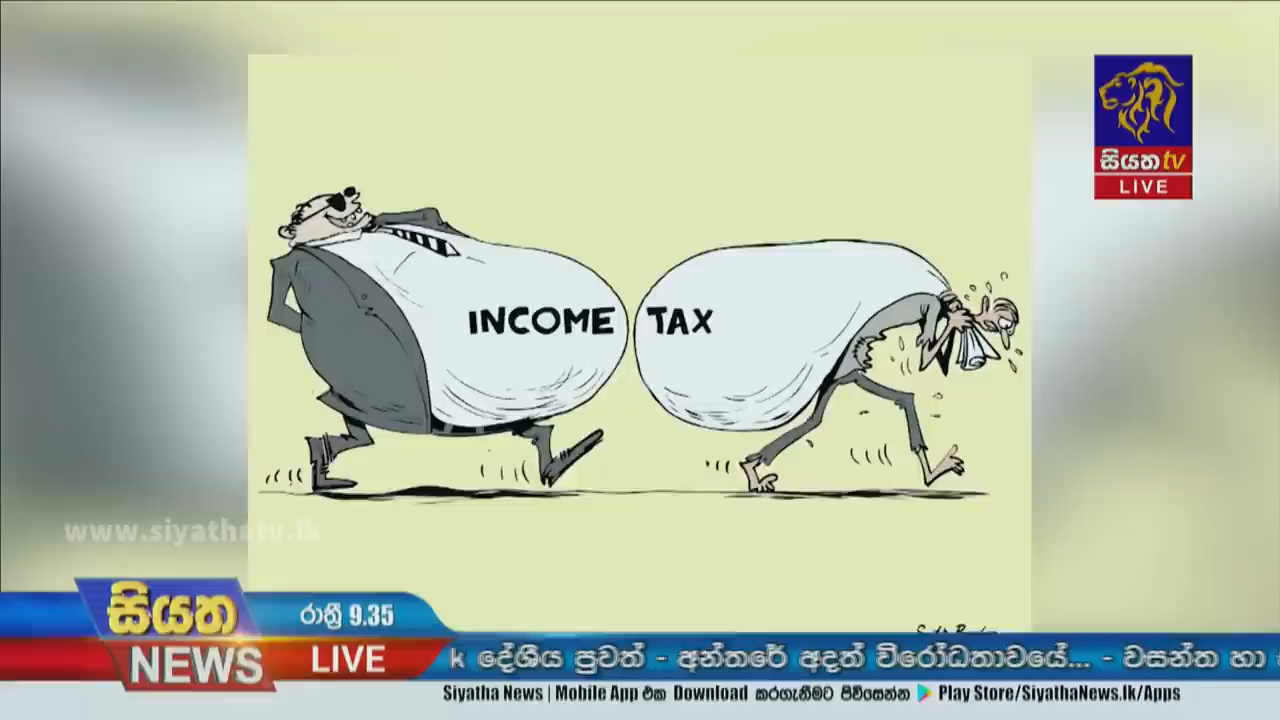 සියත tv
LIVE
INCOME TAX
www.siyathatv.lk
සියත
NEWS
රාත්‍රී 9.35
LIVE
k දේශීය පුවත් - අන්තරේ අදත් විරෝධතාවයේ... - වසන්ත හා
Siyatha News | Mobile App එක Download කරගැනීමට පිවිසෙන්න Play Store/SiyathaNews.lk/Apps